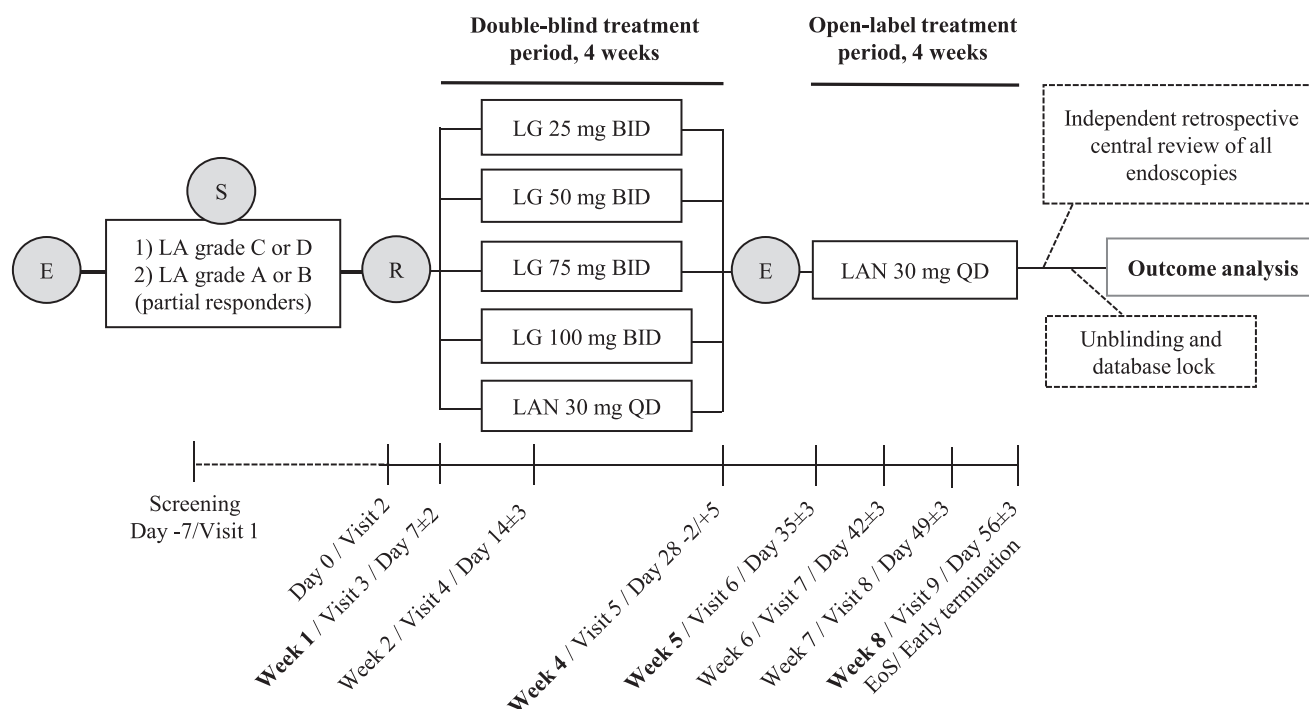 Double-blind treatment
period, 4 weeks
Open-label treatment
period, 4 weeks
E
S
1) LA grade C or D
2) LA grade A or B
(partial responders)
R
LG 25 mg BID
LG 50 mg BID
LG 75 mg BID
LG 100 mg BID
LAN 30 mg QD
E
LAN 30 mg QD
Independent retrospective
central review of all
endoscopies
Outcome analysis
Unblinding and
database lock
Screening
Day -7/Visit 1
Day 0 / Visit 2
Week 1 / Visit 3 / Day 7±2
Week 2 / Visit 4 / Day 14±3
Week 4 / Visit 5 / Day 28 -2/+5
Week 5 / Visit 6 / Day 35±3
Week 6 / Visit 7 / Day 42±3
Week 7 / Visit 8 / Day 49±3
Week 8 / Visit 9 / Day 56±3
EoS/ Early termination